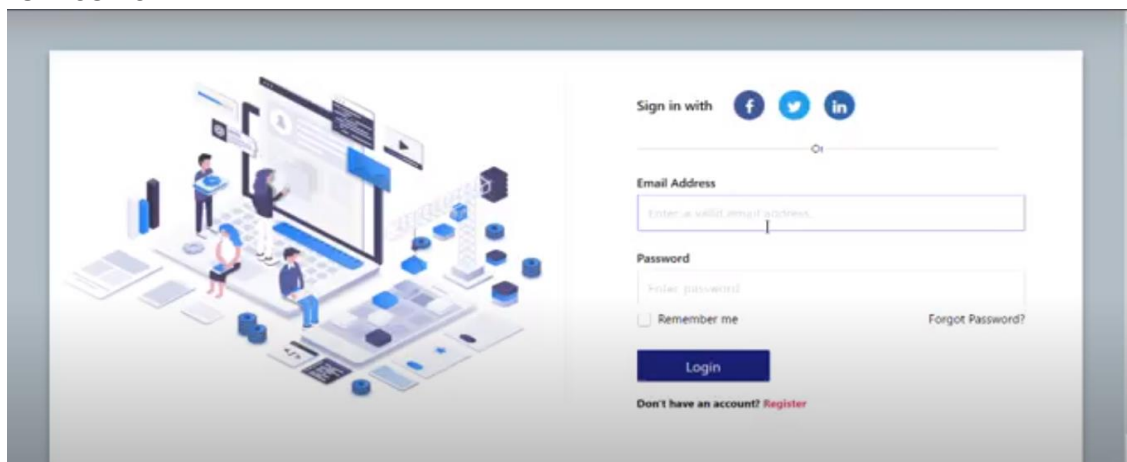 Sign in with
Or
Email Address
Enter a valid email address
Password
Enter password
Remember me
Forgot Password?
Login
Don't have an account? Register